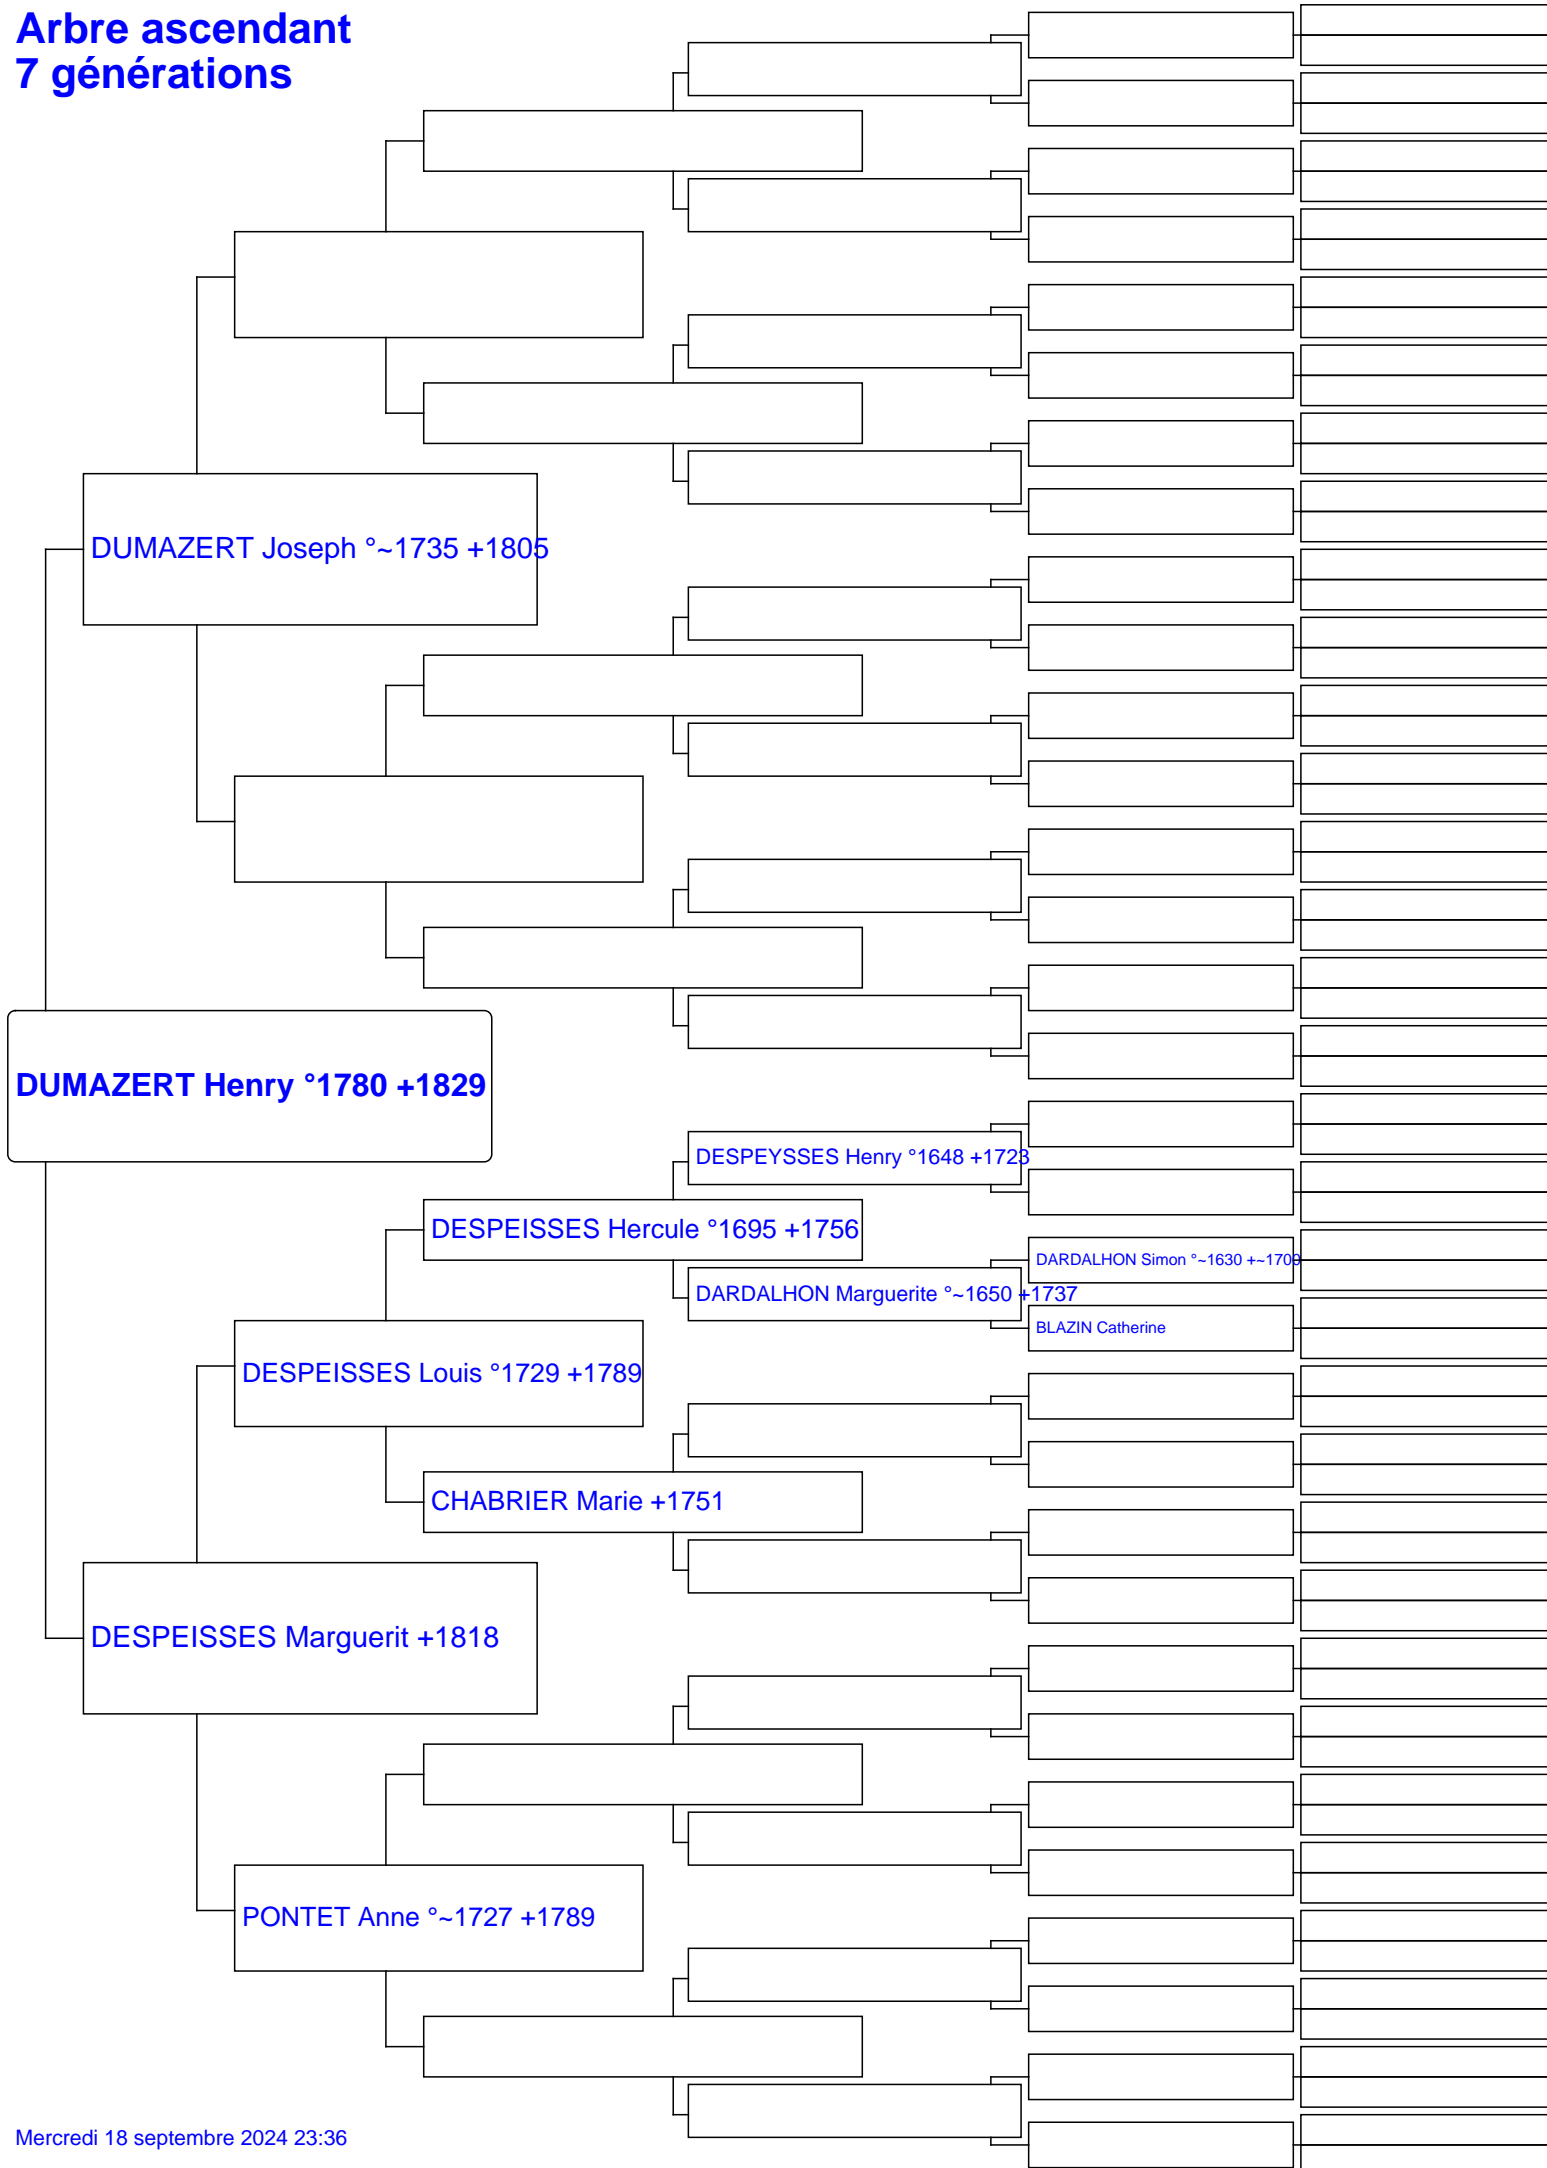 Arbre ascendant
7 générations
DUMAZERT Joseph °~1735 +1805
DUMAZERT Henry °1780 +1829
DESPEYSSES Henry °1648 +1723
DESPEISSES Hercule °1695 +1756
DARDALHON Simon °~1630 +~1700
DARDALHON Marguerite °~1650 +1737
BLAZIN Catherine
DESPEISSES Louis °1729 +1789
CHABRIER Marie +1751
DESPEISSES Marguerit +1818
PONTET Anne °~1727 +1789
Mercredi 18 septembre 2024 23:36